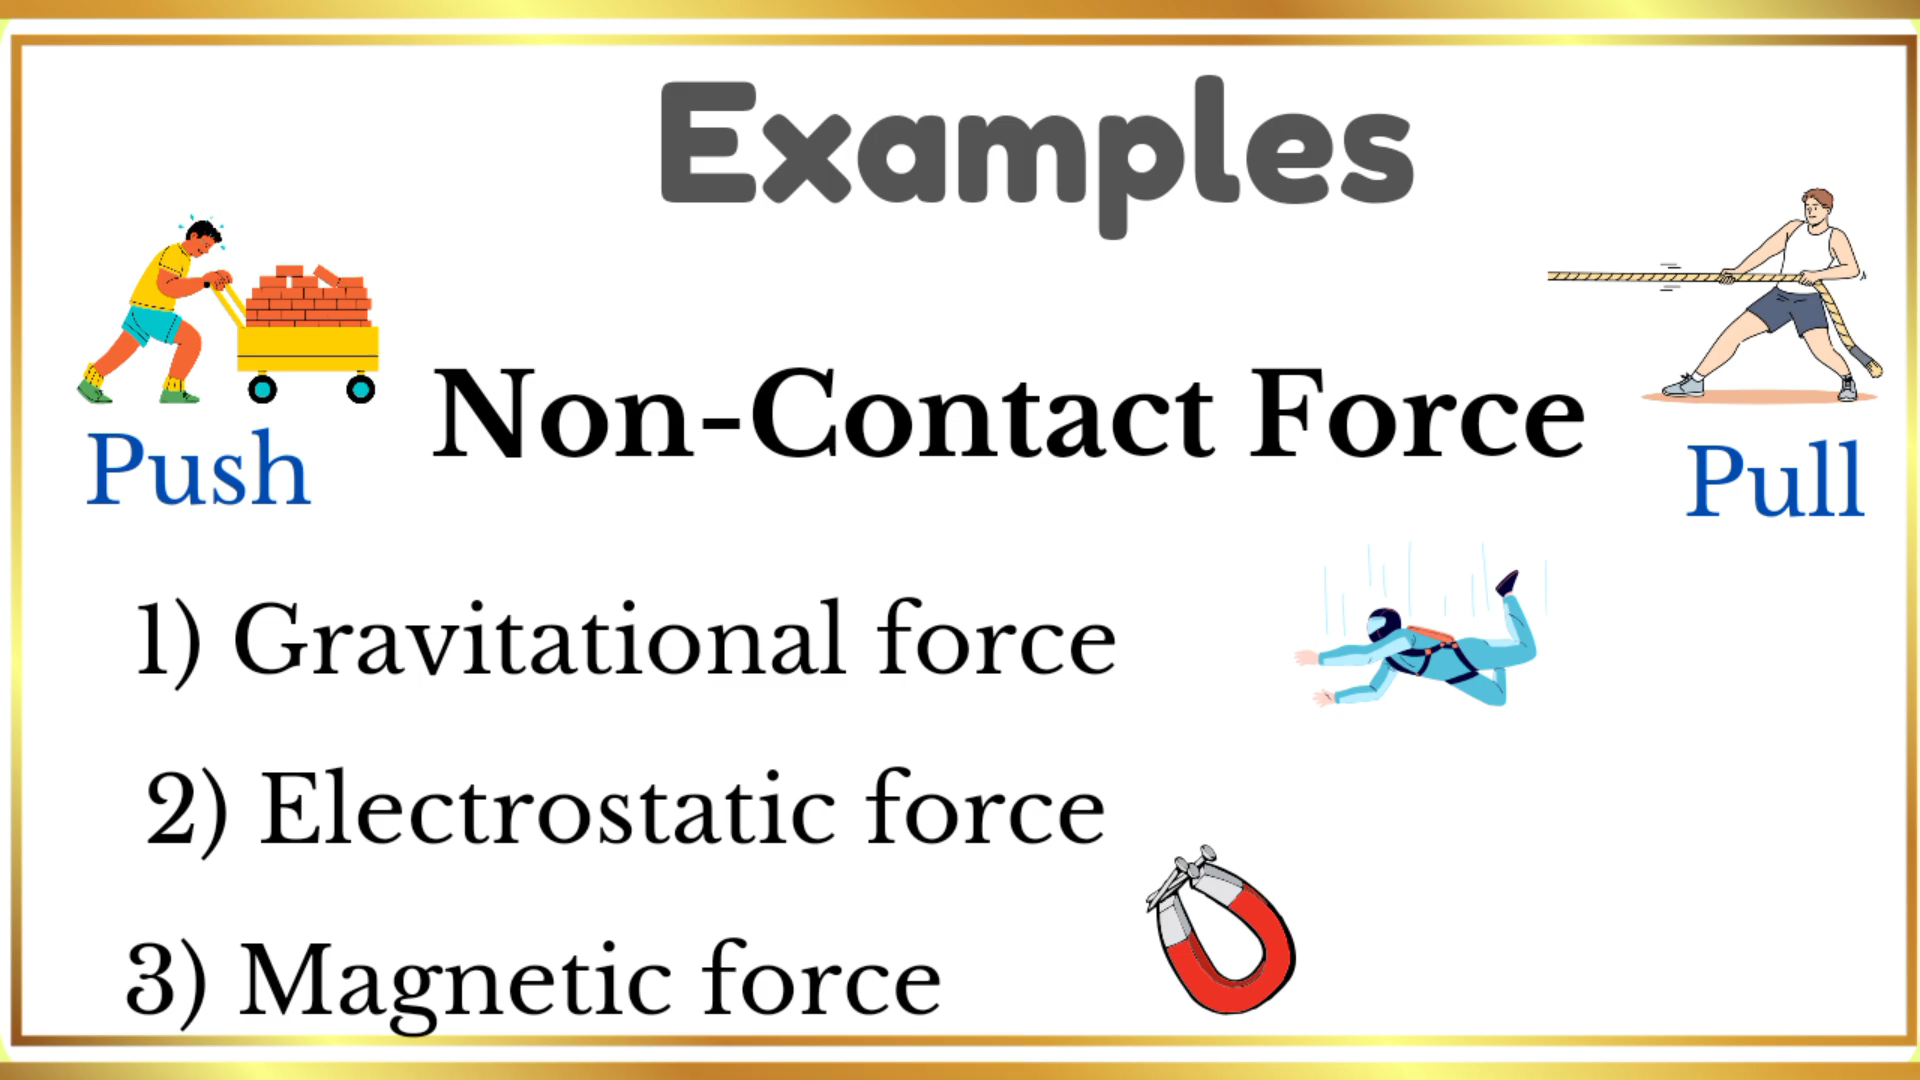 Examples
Non-Contact Force
Push
Pull
1) Gravitational force
2) Electrostatic force
3) Magnetic force